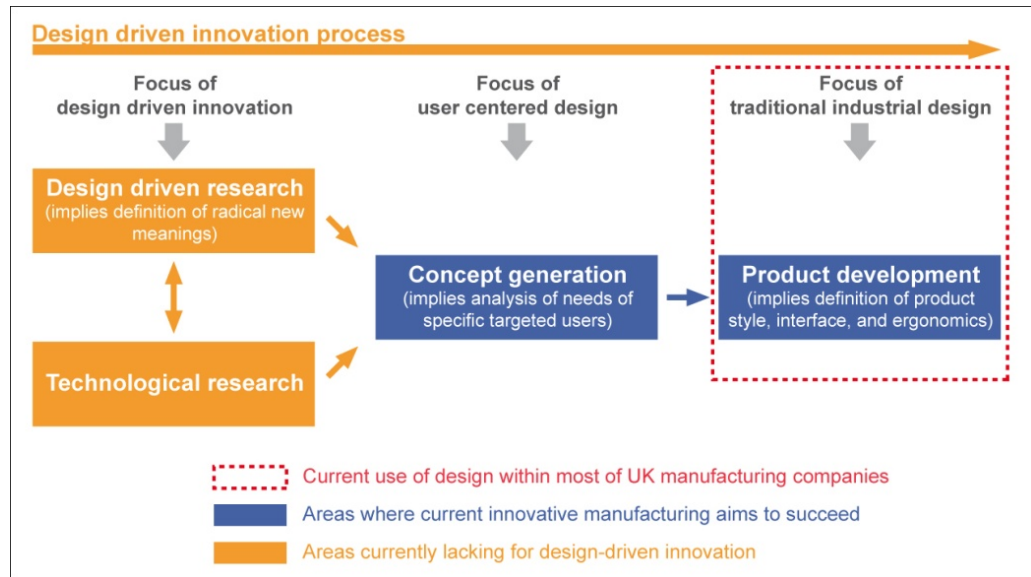 Design driven innovation process
Focus of
design driven innovation
Focus of
user centered design
Focus of
traditional industrial design
Design driven research
(implies definition of radical new
meanings)
Concept generation
(implies analysis of needs of
specific targeted users)
Product development
(implies definition of product
style, interface, and ergonomics)
Technological research
Current use of design within most of UK manufacturing companies
Areas where current innovative manufacturing aims to succeed
Areas currently lacking for design-driven innovation